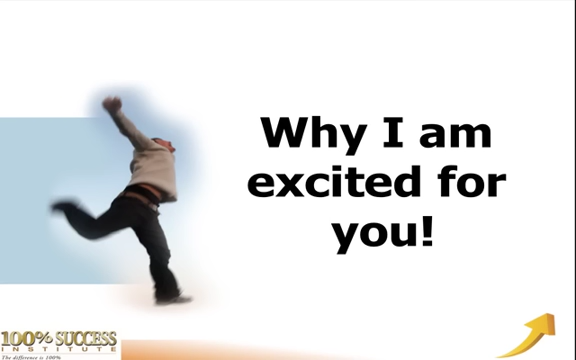 Why I am
excited for
you!
100% SUCCESS
INSTITUTE
The difference is 100%